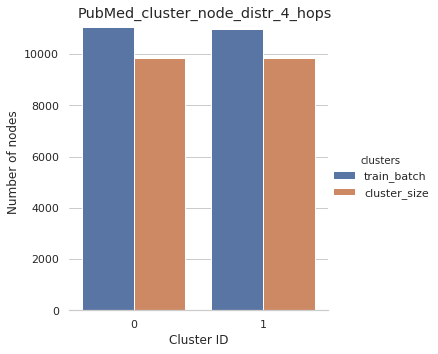 PubMed_cluster_node_distr_4_hops
10000
8000
6000
4000
2000
0
Number of nodes
0 1
Cluster ID
clusters
train_batch
cluster_size